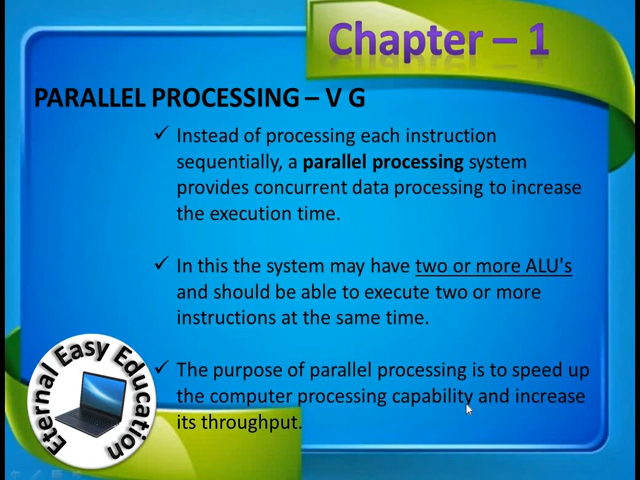 Chapter – 1
PARALLEL PROCESSING – V G
✓ Instead of processing each instruction
sequentially, a parallel processing system
provides concurrent data processing to increase
the execution time.
✓ In this the system may have two or more ALU's
and should be able to execute two or more
instructions at the same time.
✓ The purpose of parallel processing is to speed up
the computer processing capability and increase
its throughput.
Eternal Easy Education